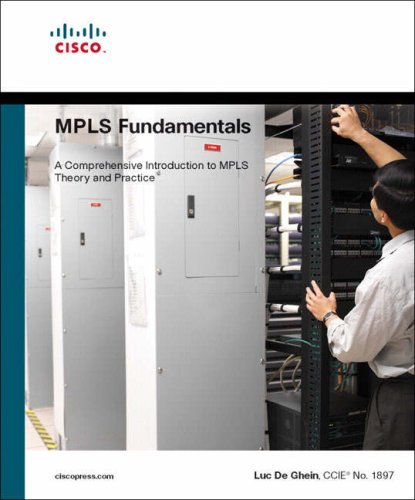 CISCO.
MPLS Fundamentals
A Comprehensive Introduction to MPLS
Theory and Practice
ciscopress.com
Luc De Ghein, CCIE® No. 1897